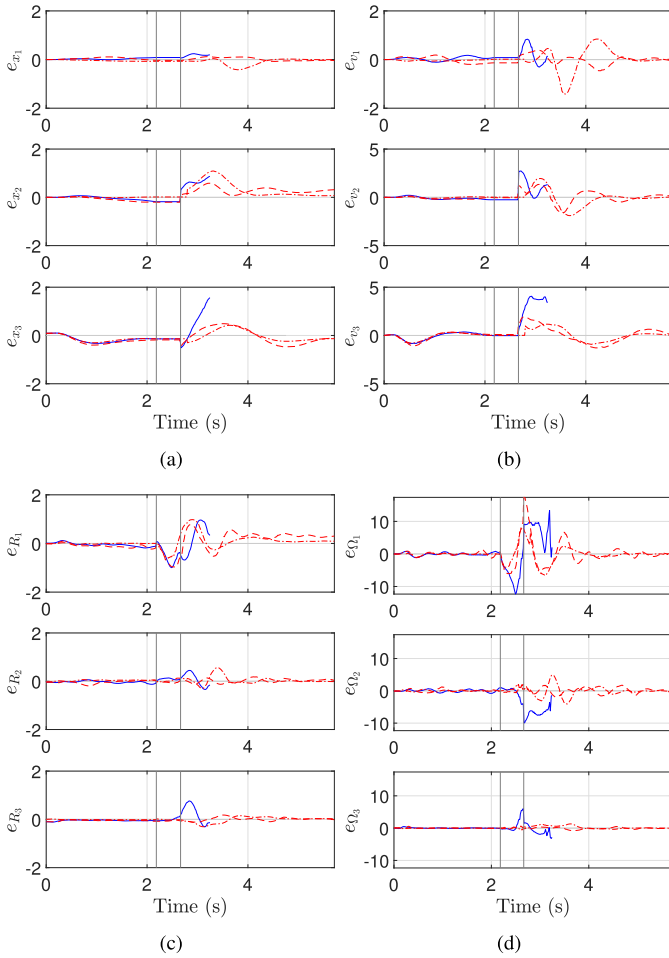 2
0
-2
0 2 4
e_{x_1}
2
0
-2
0 2 4
e_{x_2}
2
0
-2
0 2 4
e_{x_3}
Time (s)
(a)
2
0
-2
0 2 4
e_{v_1}
5
0
-5
0 2 4
e_{v_2}
5
0
-5
0 2 4
e_{v_3}
Time (s)
(b)
2
0
-2
0 2 4
e_{R_1}
2
0
-2
0 2 4
e_{R_2}
2
0
-2
0 2 4
e_{R_3}
Time (s)
(c)
10
0
-10
0 2 4
e_{Ω_1}
10
0
-10
0 2 4
e_{Ω_2}
10
0
-10
0 2 4
e_{Ω_3}
Time (s)
(d)